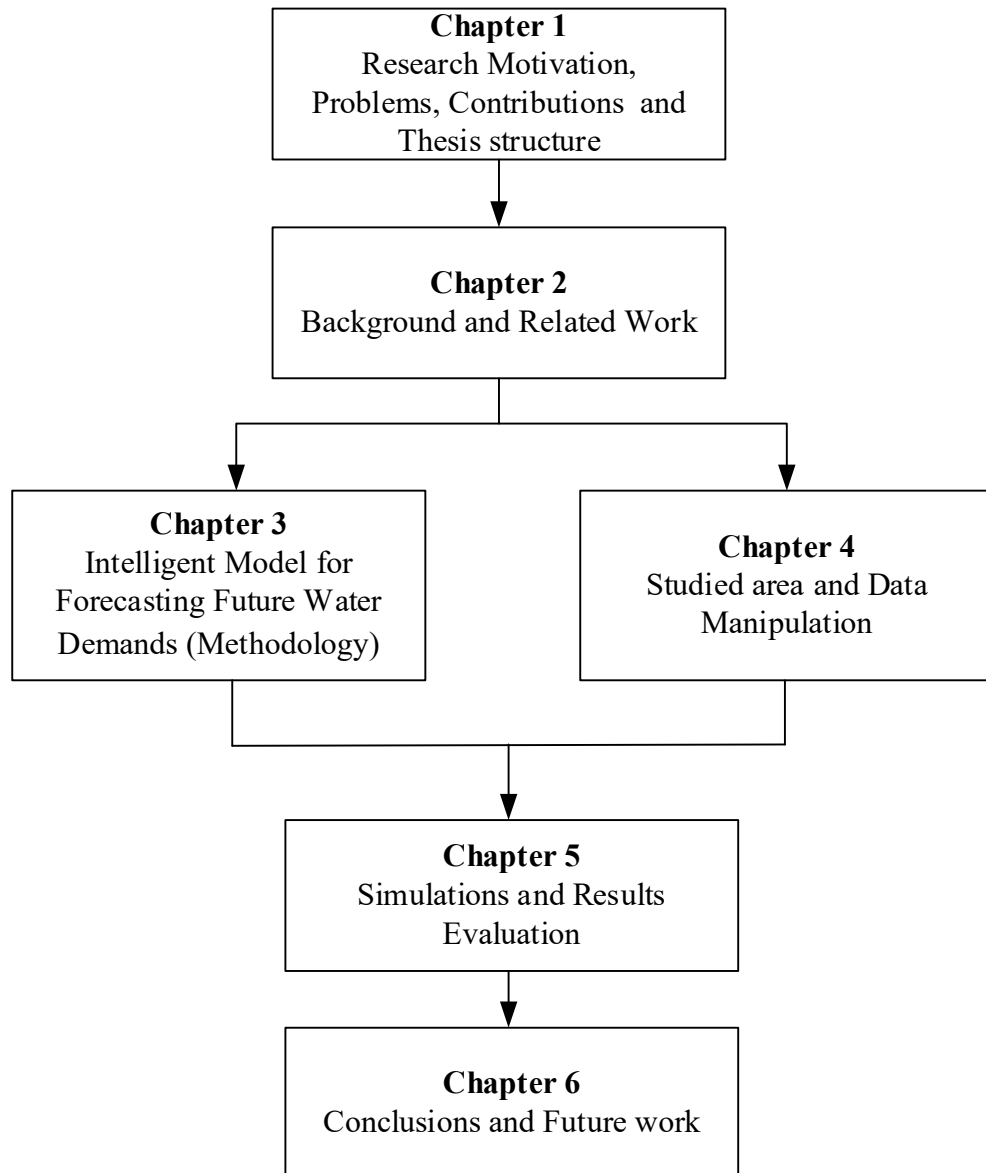 Chapter 1
Research Motivation,
Problems, Contributions and
Thesis structure
Chapter 2
Background and Related Work
Chapter 3
Intelligent Model for
Forecasting Future Water
Demands (Methodology)
Chapter 4
Studied area and Data
Manipulation
Chapter 5
Simulations and Results
Evaluation
Chapter 6
Conclusions and Future work